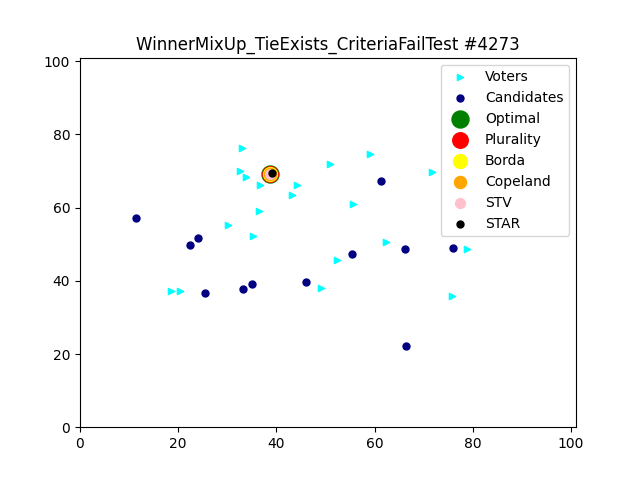 WinnerMixUp_TieExists_CriteriaFailTest #4273
100
80
60
40
20
0
0 20 40 60 80 100
Voters
Candidates
Optimal
Plurality
Borda
Copeland
STV
STAR